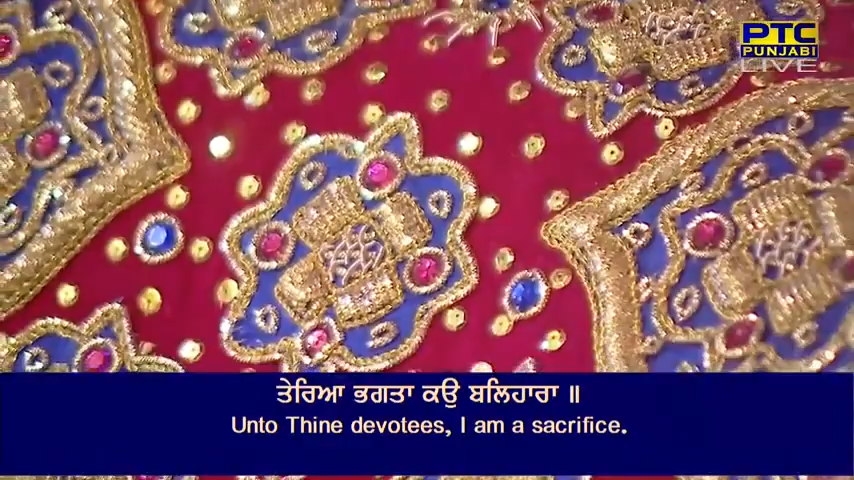 PTC
PUNJABI
LIVE
ਤੇਰਿਆ ਭਗਤਾ ਕਉ ਬਲਿਹਾਰਾ ॥
Unto Thine devotees, I am a sacrifice.